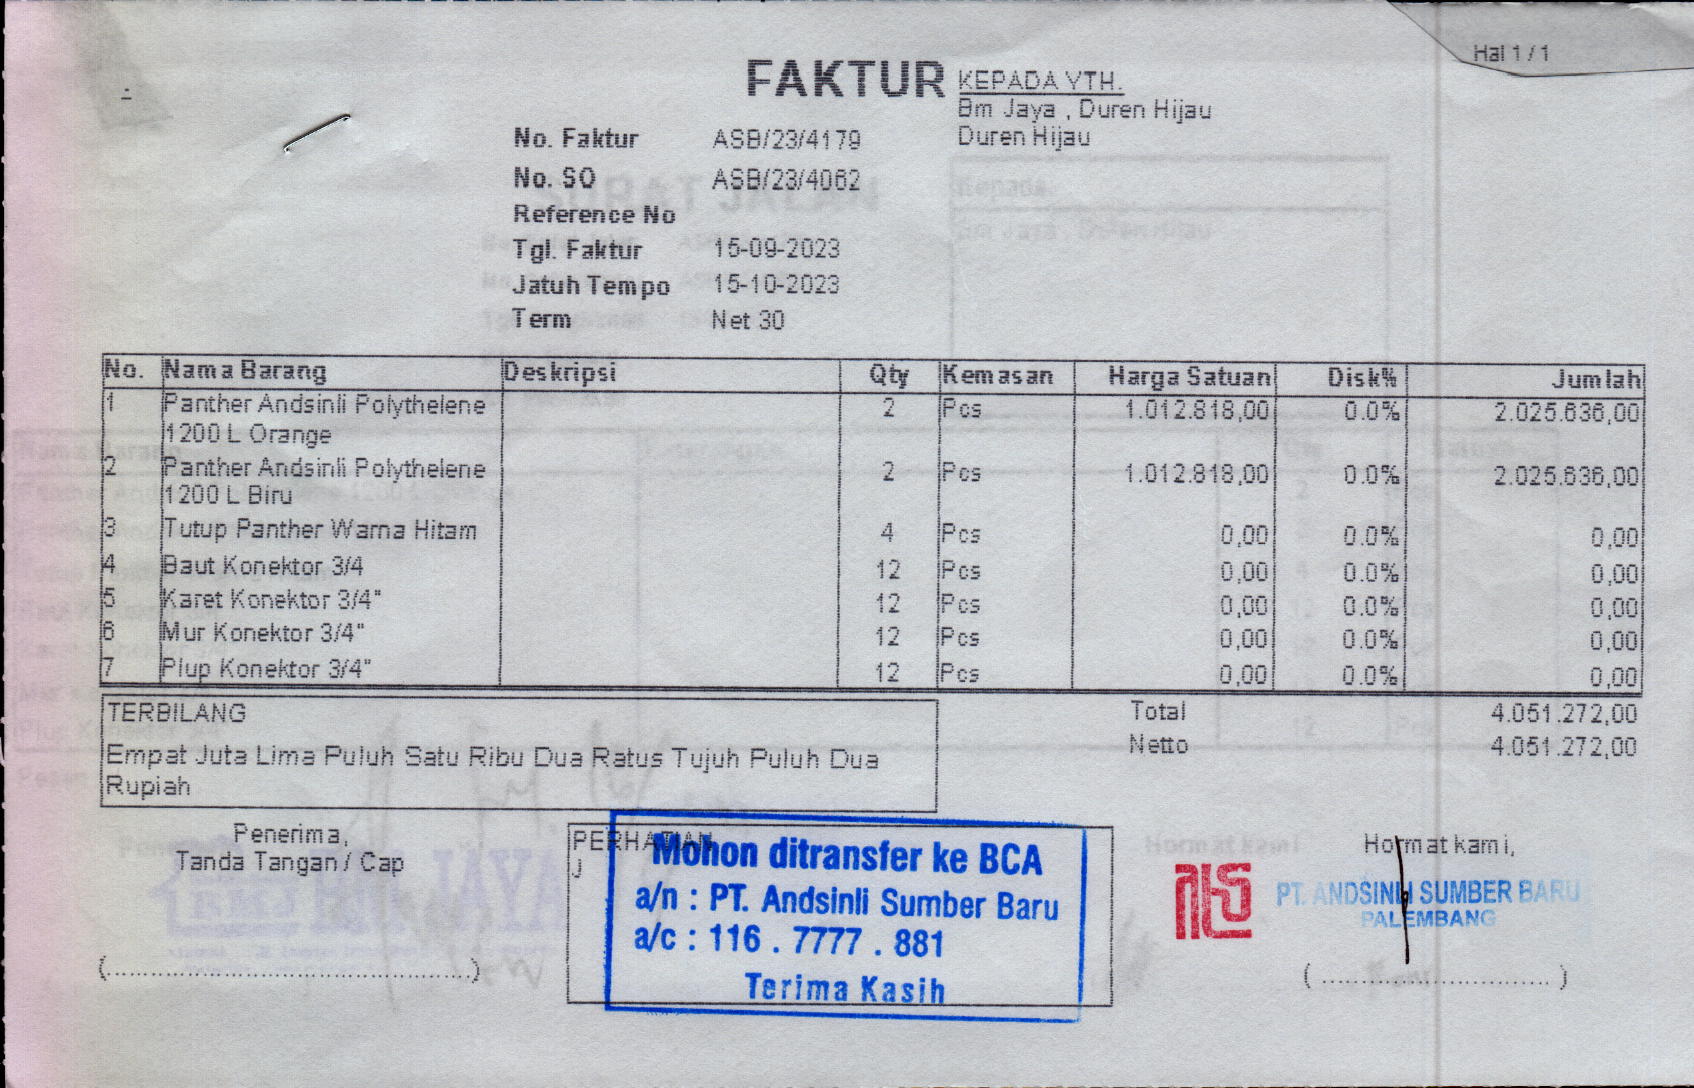 Hal 1 / 1
FAKTUR
KEPADA YTH.
Bm Jaya , Duren Hijau
Duren Hijau
No. Faktur ASB/23/4179
No. SO ASB/23/4062
Reference No
Tgl. Faktur 15-09-2023
Jatuh Tempo 15-10-2023
Term Net 30
No. Nama Barang Deskripsi Qty Kemasan Harga Satuan Disk% Jumlah
1 Panther Andsinli Polythelene 2 Pcs 1.012.818,00 0.0% 2.025.636,00
1200 L Orange
2 Panther Andsinli Polythelene 2 Pcs 1.012.818,00 0.0% 2.025.636,00
1200 L Biru
3 Tutup Panther Warna Hitam 4 Pcs 0,00 0.0% 0,00
4 Baut Konektor 3/4 12 Pcs 0,00 0.0% 0,00
5 Karet Konektor 3/4" 12 Pcs 0,00 0.0% 0,00
6 Mur Konektor 3/4" 12 Pcs 0,00 0.0% 0,00
7 Plup Konektor 3/4" 12 Pcs 0,00 0.0% 0,00
TERBILANG
Empat Juta Lima Puluh Satu Ribu Dua Ratus Tujuh Puluh Dua
Rupiah
Total 4.051.272,00
Netto 4.051.272,00
Penerima,
Tanda Tangan / Cap
(................................................)
PERHATIAN
J
Mohon ditransfer ke BCA
a/n : PT. Andsinli Sumber Baru
a/c : 116 . 7777 . 881
Terima Kasih
Hormat kami,
PT. ANDSINLI SUMBER BARU
PALEMBANG
( .............................. )